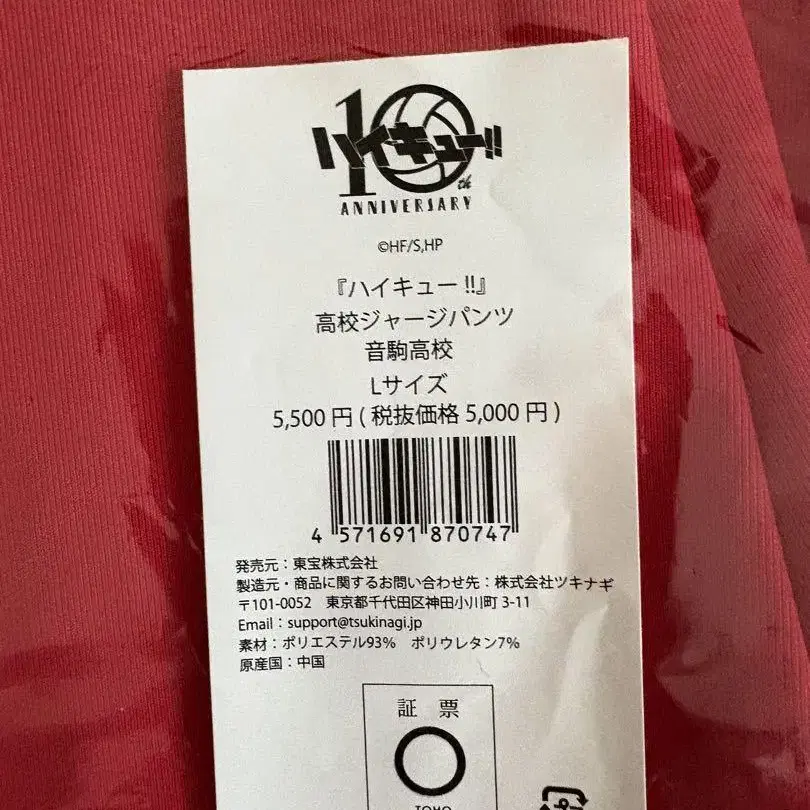 ハイキュー!!
10th
ANNIVERSARY
©HF/S,HP
『ハイキュー!!』
高校ジャージパンツ
音駒高校
Lサイズ
5,500 円 ( 税抜価格 5,000 円 )
4 571691 870747
発売元：東宝株式会社
製造元・商品に関するお問い合わせ先：株式会社ツキナギ
〒101-0052 東京都千代田区神田小川町 3-11
Email：support@tsukinagi.jp
素材：ポリエステル93% ポリウレタン7%
原産国：中国
証 票
TOHO
プ